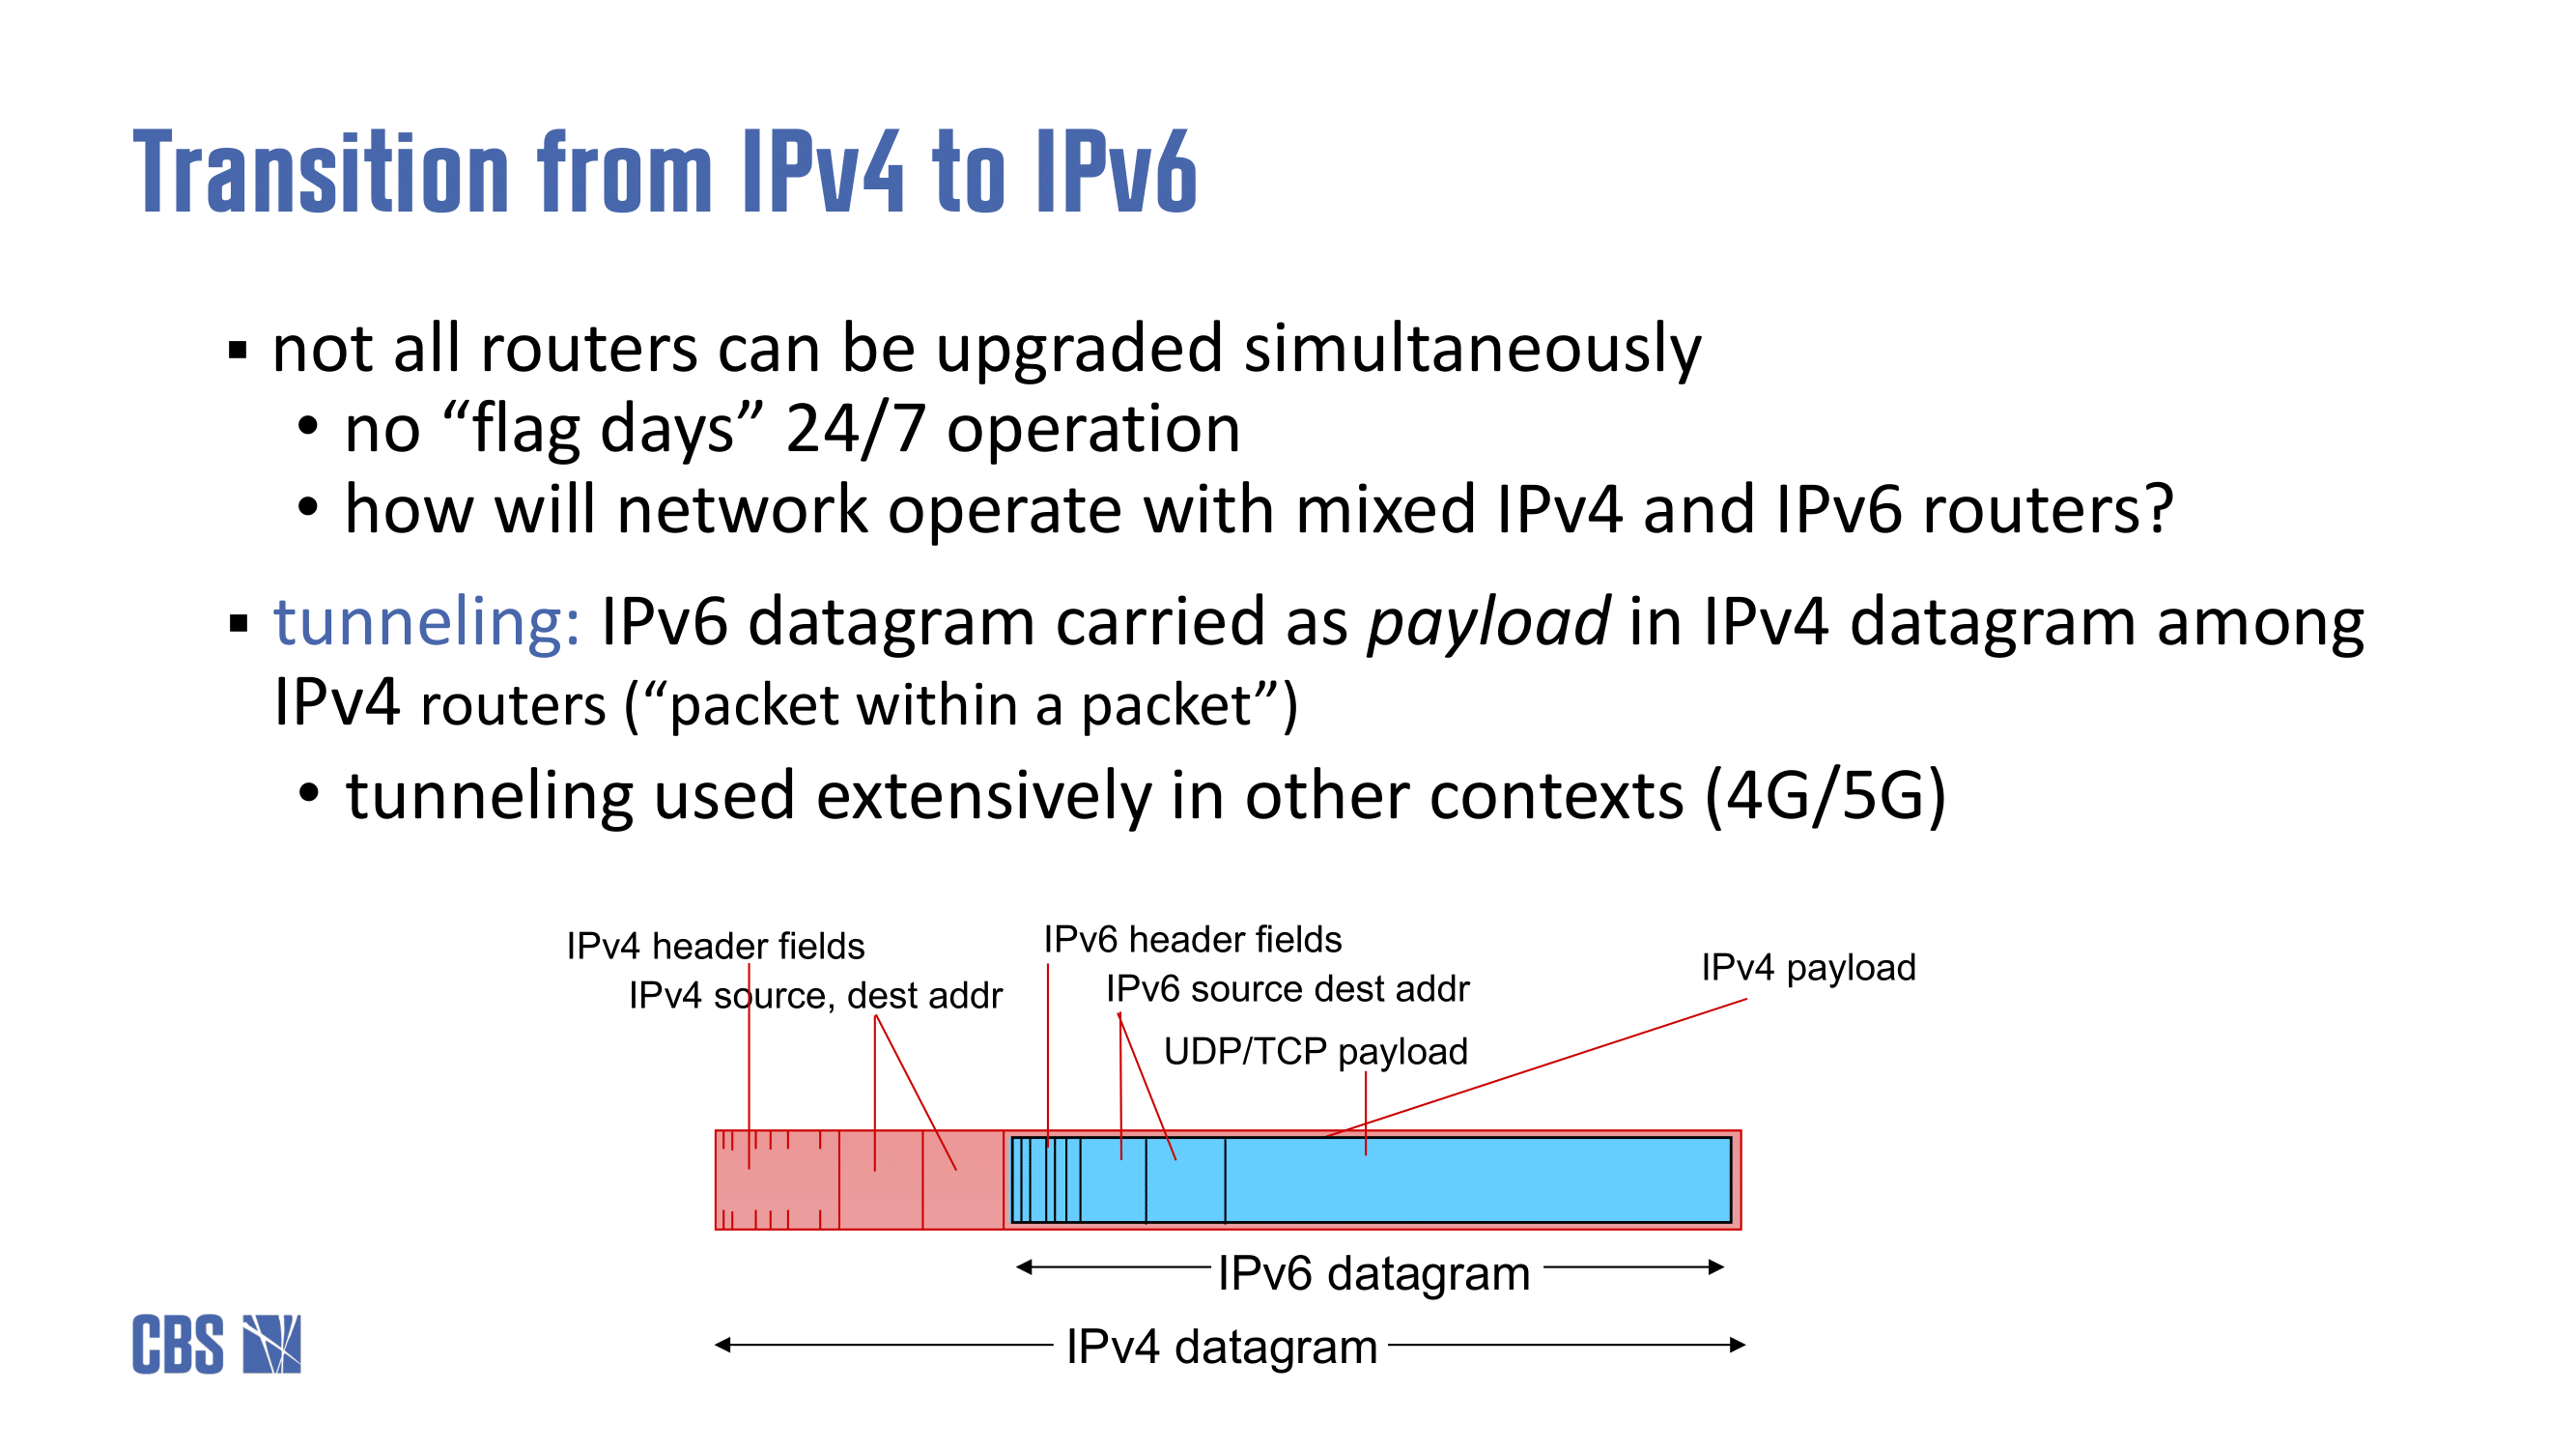 Transition from IPv4 to IPv6
▪ not all routers can be upgraded simultaneously
• no “flag days” 24/7 operation
• how will network operate with mixed IPv4 and IPv6 routers?
▪ tunneling: IPv6 datagram carried as payload in IPv4 datagram among
IPv4 routers (“packet within a packet”)
• tunneling used extensively in other contexts (4G/5G)
IPv4 header fields
IPv4 source, dest addr
IPv6 header fields
IPv6 source dest addr
UDP/TCP payload
IPv4 payload
IPv6 datagram
IPv4 datagram
CBS